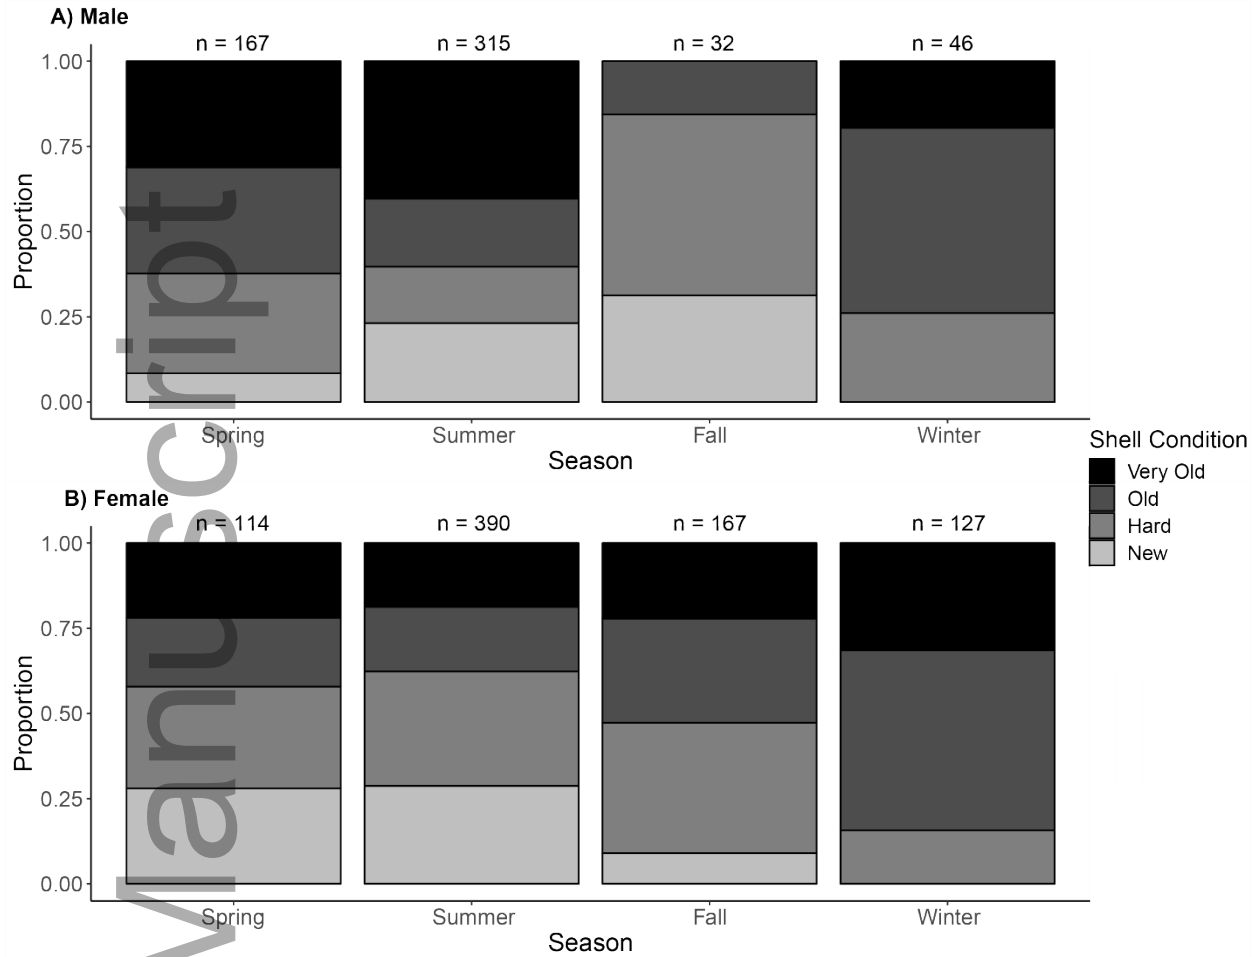 A) Male
n = 167 n = 315 n = 32 n = 46
1.00
0.75
0.50
0.25
0.00
Proportion
Spring Summer Fall Winter
Season
Shell Condition
Very Old
Old
Hard
New
B) Female
n = 114 n = 390 n = 167 n = 127
1.00
0.75
0.50
0.25
0.00
Proportion
Spring Summer Fall Winter
Season
Manuscript